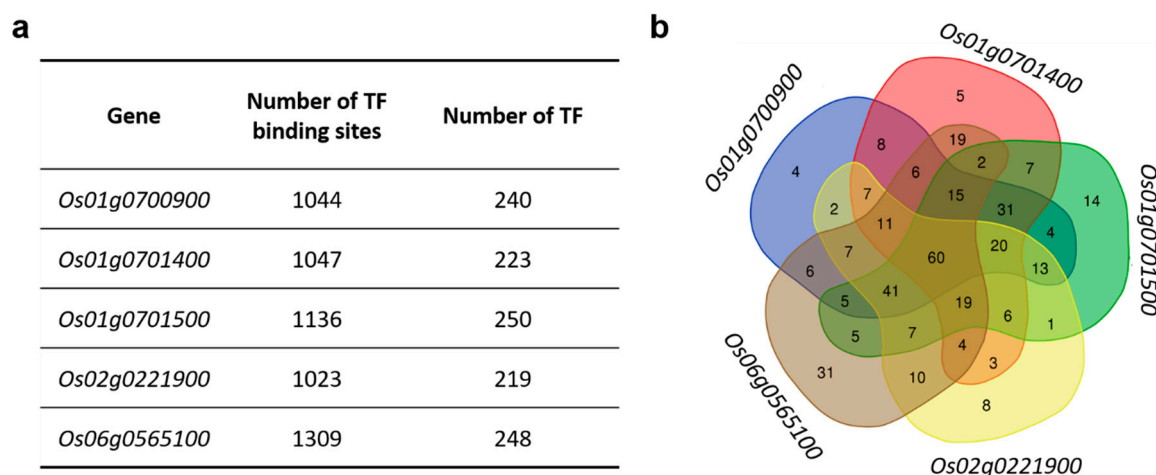 a
Gene Number of TF binding sites Number of TF
Os01g0700900 1044 240
Os01g0701400 1047 223
Os01g0701500 1136 250
Os02g0221900 1023 219
Os06g0565100 1309 248
b
Os01g0700900
Os01g0701400
Os01g0701500
Os02g0221900
Os06g0565100
5
8 19
4 6 2 7
7 15 14
2 11 31 4
7 60 20 13
6 41
5 19 6 1
5 7 4 3
31 10
8